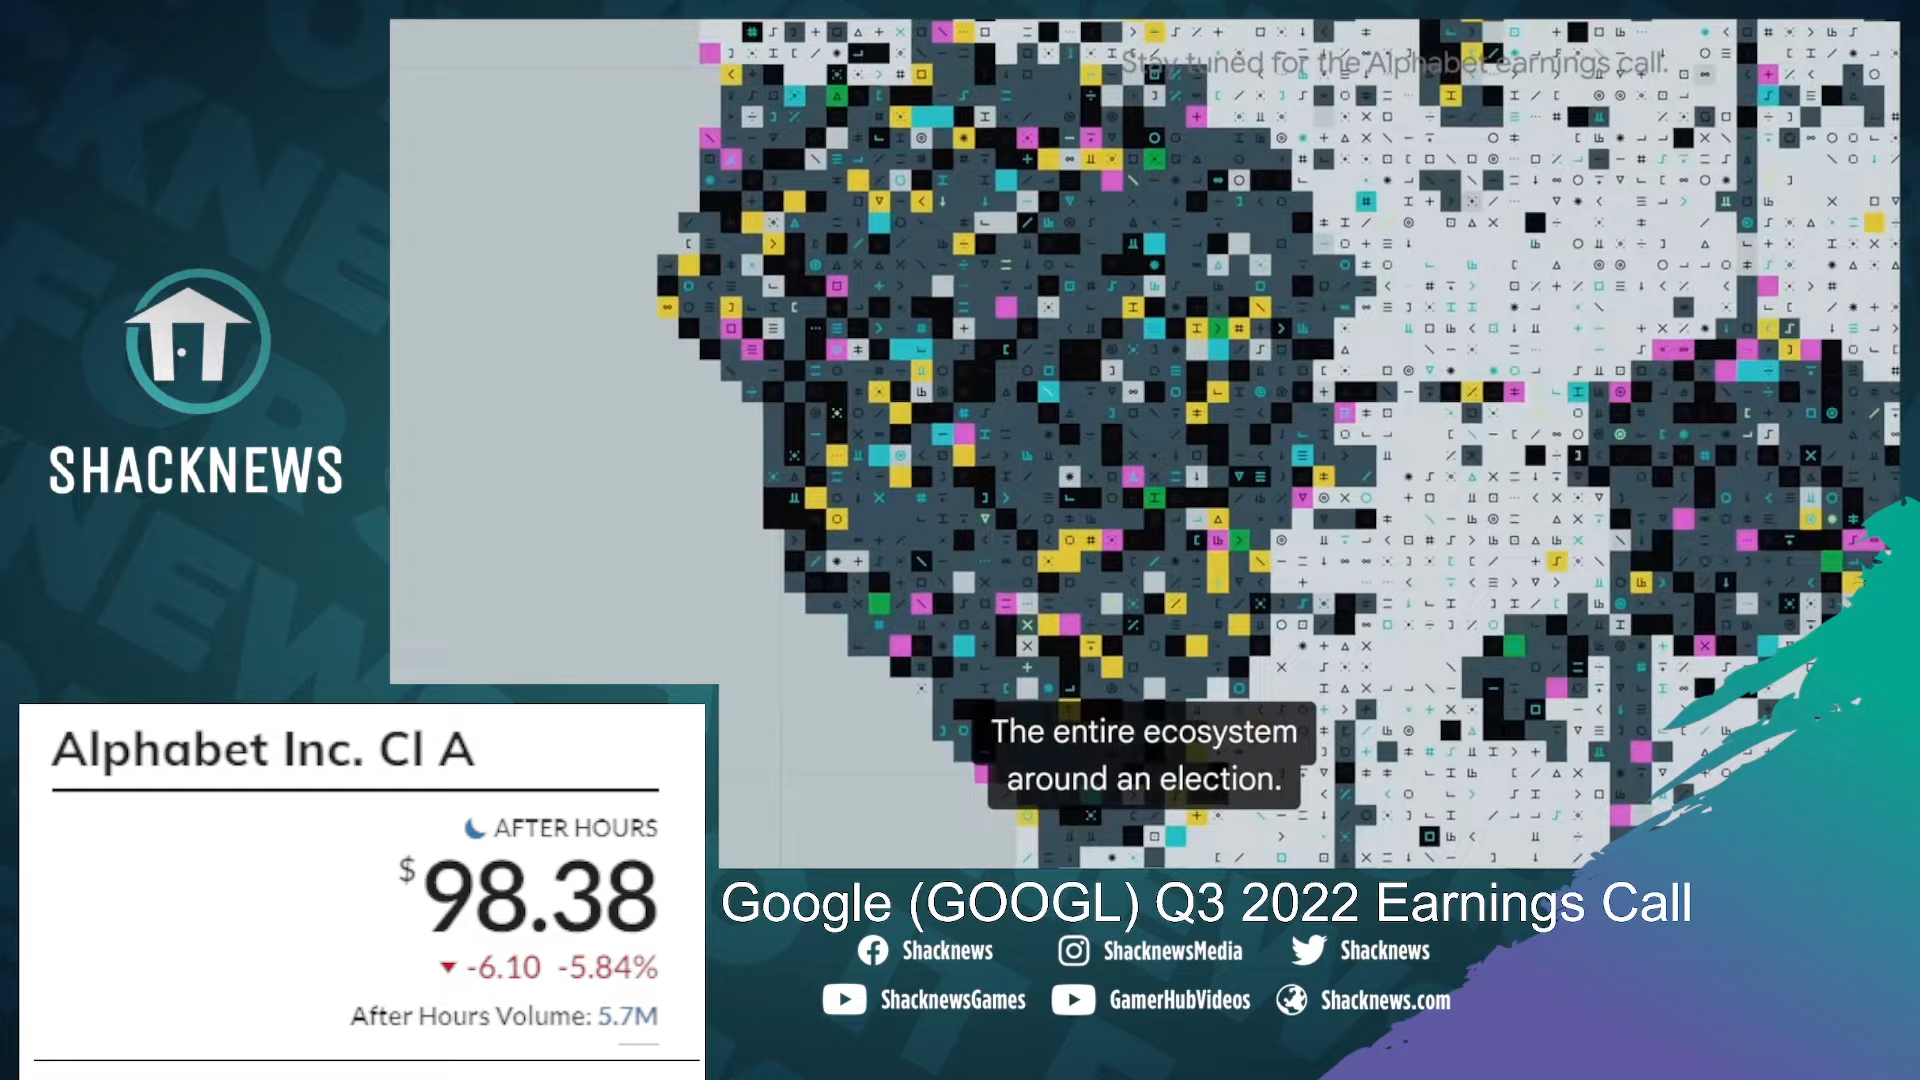 Stay tuned for the Alphabet earnings call.
SHACKNEWS
The entire ecosystem
around an election.
Alphabet Inc. Cl A
AFTER HOURS
$98.38
-6.10 -5.84%
After Hours Volume: 5.7M
Google (GOOGL) Q3 2022 Earnings Call
Shacknews ShacknewsMedia Shacknews
ShacknewsGames GamerHubVideos Shacknews.com